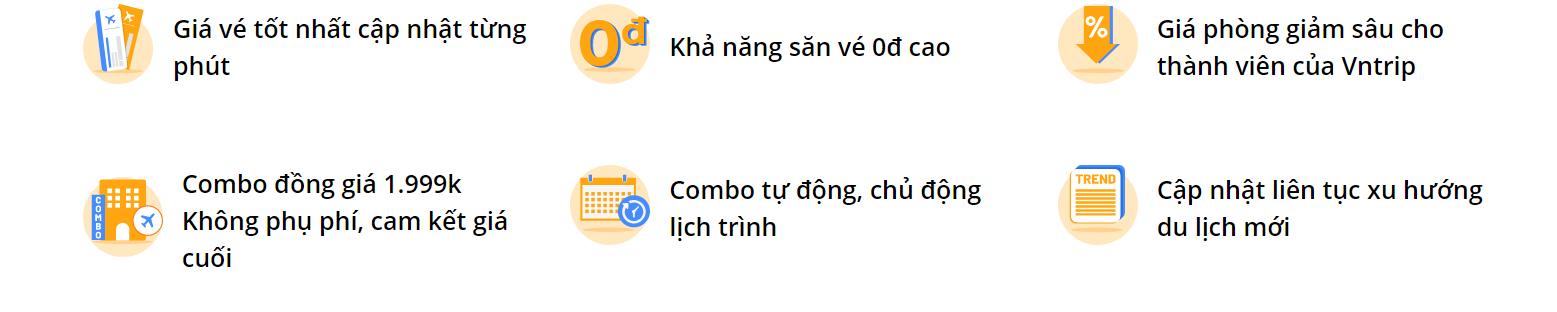 Giá vé tốt nhất cập nhật từng
phút
0đ
Khả năng săn vé 0đ cao
%
Giá phòng giảm sâu cho
thành viên của Vntrip
COMBO
Combo đồng giá 1.999k
Không phụ phí, cam kết giá
cuối
Combo tự động, chủ động
lịch trình
TREND
Cập nhật liên tục xu hướng
du lịch mới